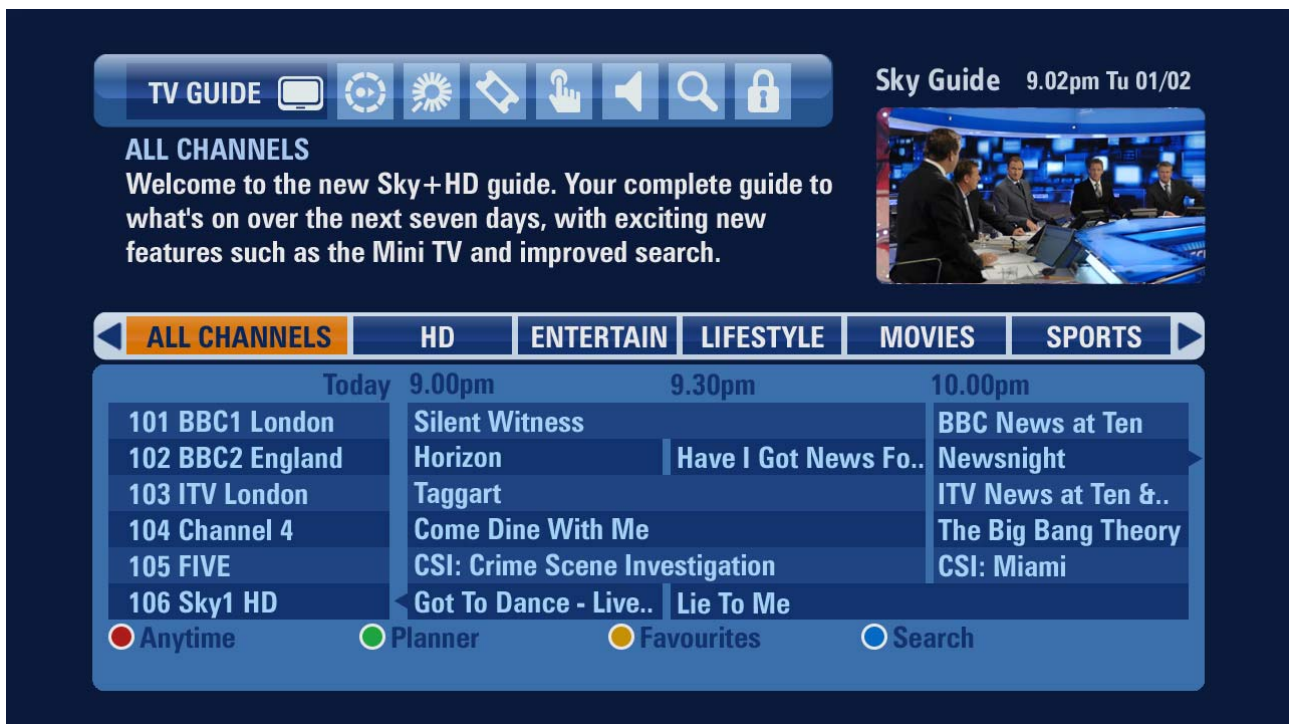 TV GUIDE
Sky Guide 9.02pm Tu 01/02
ALL CHANNELS
Welcome to the new Sky+HD guide. Your complete guide to
what's on over the next seven days, with exciting new
features such as the Mini TV and improved search.
ALL CHANNELS HD ENTERTAIN LIFESTYLE MOVIES SPORTS
Today 9.00pm 9.30pm 10.00pm
101 BBC1 London Silent Witness BBC News at Ten
102 BBC2 England Horizon Have I Got News Fo.. Newsnight
103 ITV London Taggart ITV News at Ten &..
104 Channel 4 Come Dine With Me The Big Bang Theory
105 FIVE CSI: Crime Scene Investigation CSI: Miami
106 Sky1 HD Got To Dance - Live.. Lie To Me
Anytime Planner Favourites Search